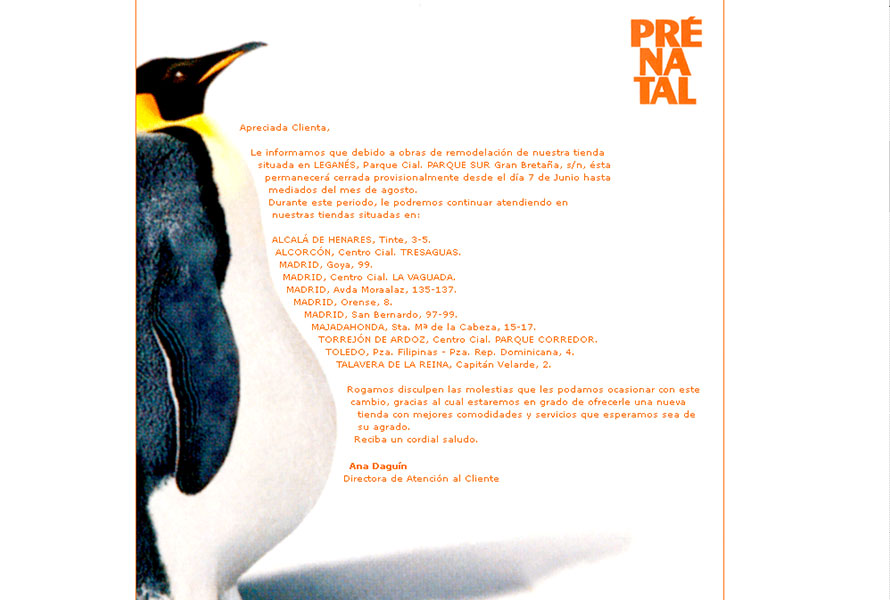 PRÉ
NA
TAL
Apreciada Clienta,
Le informamos que debido a obras de remodelación de nuestra tienda
situada en LEGANÉS, Parque Cial. PARQUE SUR Gran Bretaña, s/n, ésta
permanecerá cerrada provisionalmente desde el día 7 de Junio hasta
mediados del mes de agosto.
Durante este periodo, le podremos continuar atendiendo en
nuestras tiendas situadas en:
ALCALÁ DE HENARES, Tinte, 3-5.
ALCORCÓN, Centro Cial. TRESAGUAS.
MADRID, Goya, 99.
MADRID, Centro Cial. LA VAGUADA.
MADRID, Avda Moraalaz, 135-137.
MADRID, Orense, 8.
MADRID, San Bernardo, 97-99.
MAJADAHONDA, Sta. Mª de la Cabeza, 15-17.
TORREJÓN DE ARDOZ, Centro Cial. PARQUE CORREDOR.
TOLEDO, Pza. Filipinas - Pza. Rep. Dominicana, 4.
TALAVERA DE LA REINA, Capitán Velarde, 2.
Rogamos disculpen las molestias que les podamos ocasionar con este
cambio, gracias al cual estaremos en grado de ofrecerle una nueva
tienda con mejores comodidades y servicios que esperamos sea de
su agrado.
Reciba un cordial saludo.
Ana Daguín
Directora de Atención al Cliente